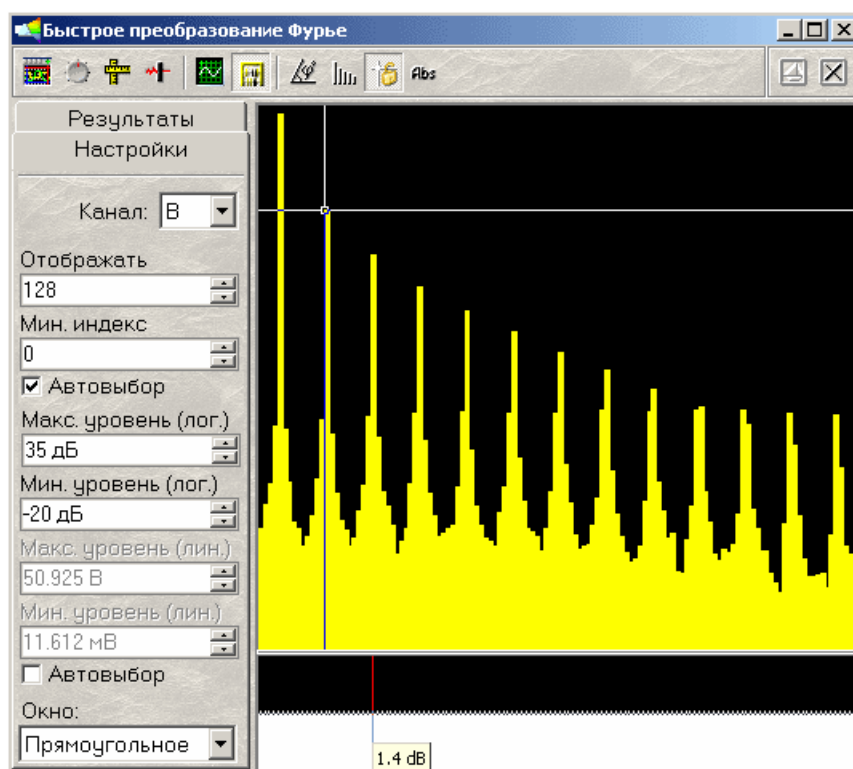 Быстрое преобразование Фурье
Abs
Результаты
Настройки
Канал: B
Отображать
128
Мин. индекс
0
Автовыбор
Макс. уровень (лог.)
35 дБ
Мин. уровень (лог.)
-20 дБ
Макс. уровень (лин.)
50.925 В
Мин. уровень (лин.)
11.612 мВ
Автовыбор
Окно:
Прямоугольное
1.4 dB